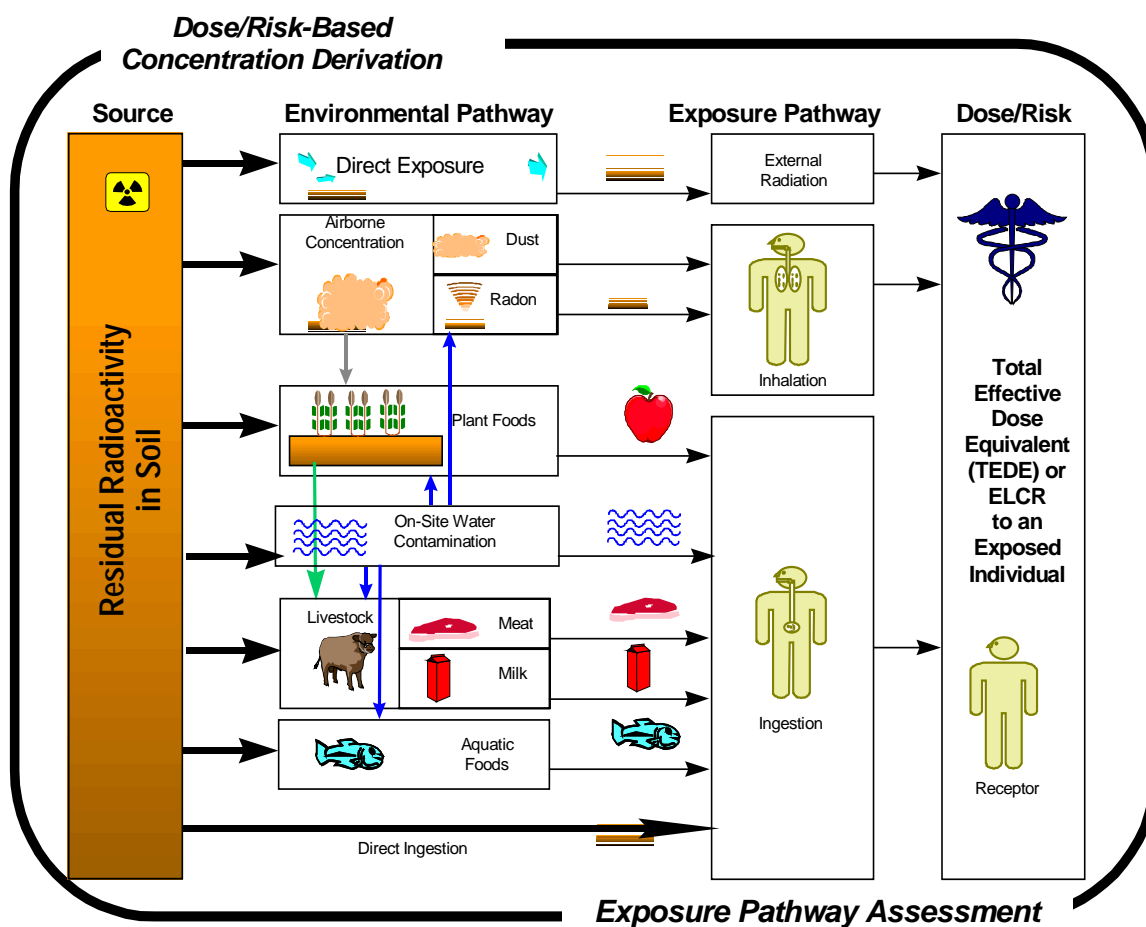 Dose/Risk-Based
Concentration Derivation
Source
Environmental Pathway
Exposure Pathway
Dose/Risk
Residual Radioactivity
in Soil
Direct Exposure
External
Radiation
Airborne
Concentration
Dust
Radon
Inhalation
Plant Foods
On-Site Water
Contamination
Livestock
Meat
Milk
Ingestion
Aquatic
Foods
Direct Ingestion
Total
Effective
Dose
Equivalent
(TEDE) or
ELCR
to an
Exposed
Individual
Receptor
Exposure Pathway Assessment